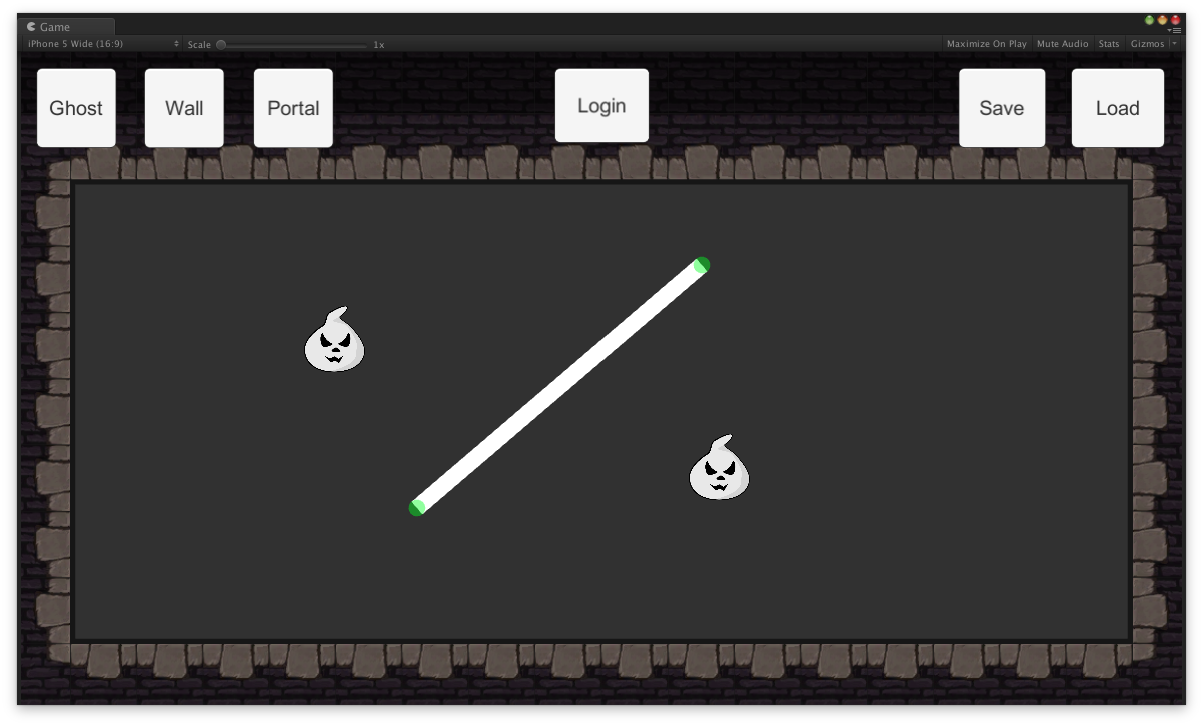 Game
iPhone 5 Wide (16:9) Scale 1x Maximize On Play Mute Audio Stats Gizmos
Ghost Wall Portal Login Save Load